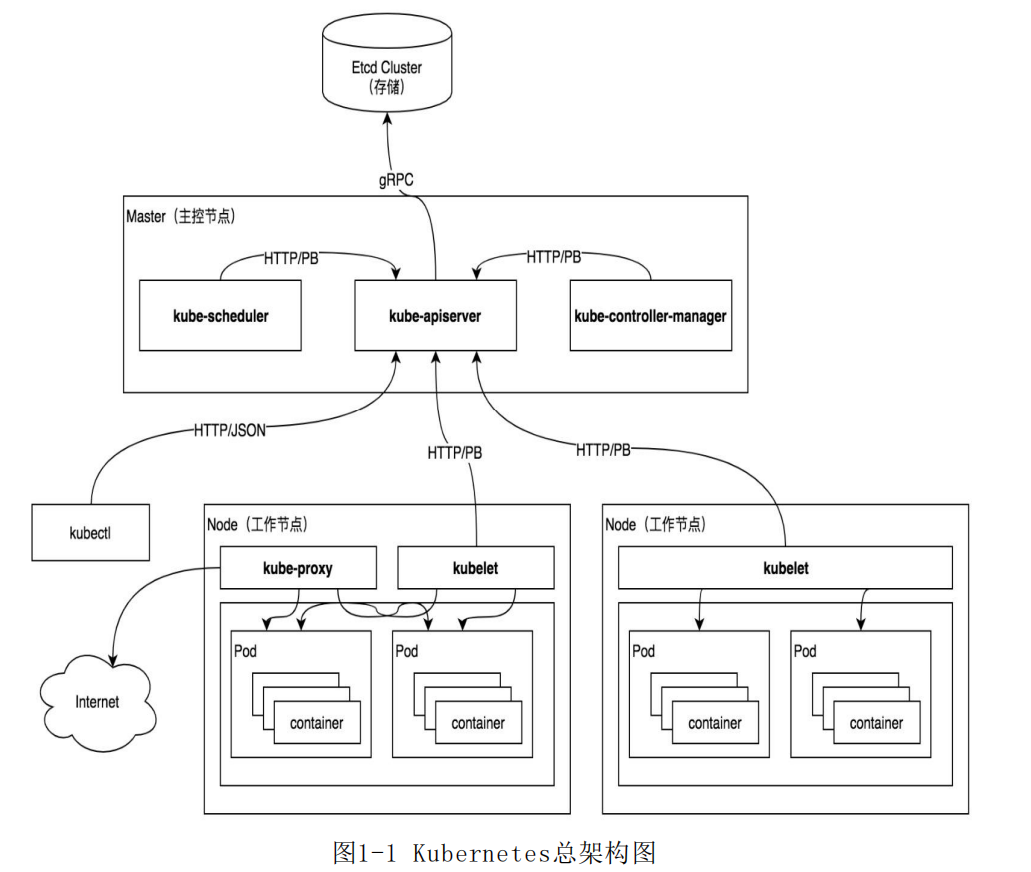 Etcd Cluster
（存储）
gRPC
Master（主控节点）
HTTP/PB
HTTP/PB
kube-scheduler
kube-apiserver
kube-controller-manager
HTTP/JSON
HTTP/PB
HTTP/PB
kubectl
Node（工作节点）
kube-proxy
kubelet
Pod
container
Pod
container
Node（工作节点）
kubelet
Pod
container
Pod
container
Internet
图1-1 Kubernetes总架构图